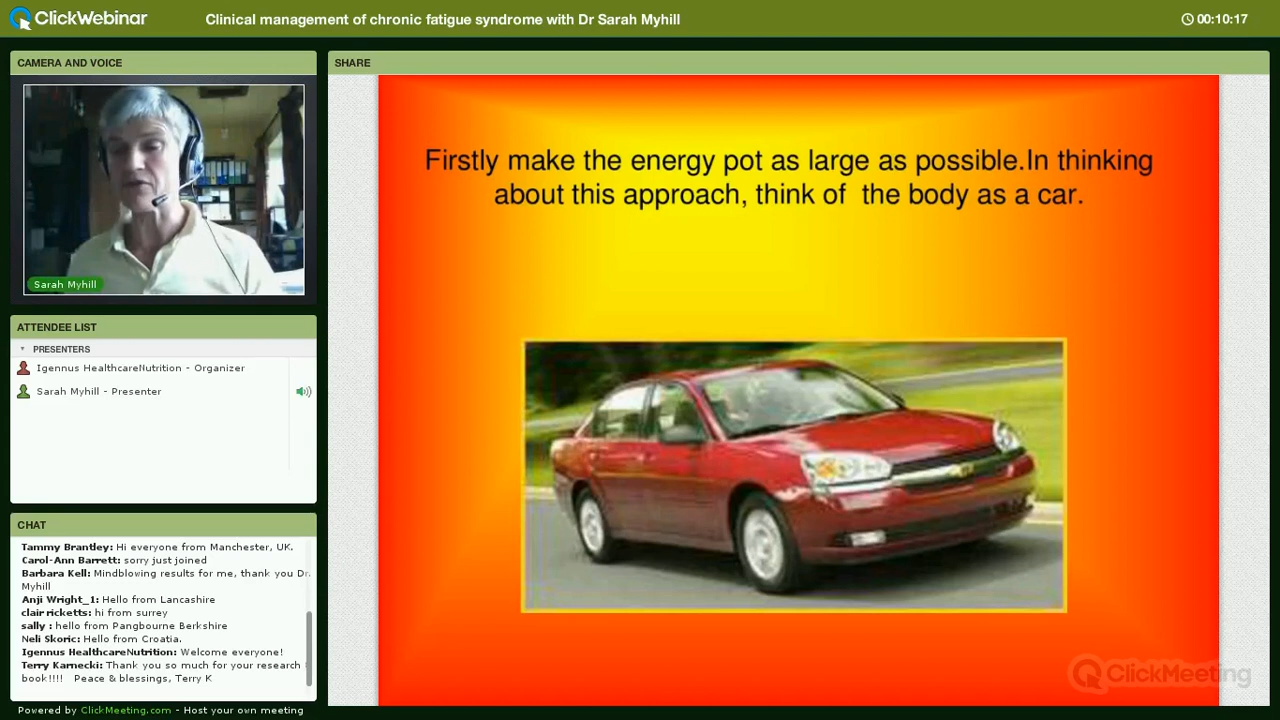 ClickWebinar
Clinical management of chronic fatigue syndrome with Dr Sarah Myhill
00:10:17
CAMERA AND VOICE
Sarah Myhill
ATTENDEE LIST
PRESENTERS
Igennus HealthcareNutrition - Organizer
Sarah Myhill - Presenter
CHAT
Tammy Brantley: Hi everyone from Manchester, UK.
Carol-Ann Barrett: sorry just joined
Barbara Kell: Mindblowing results for me, thank you Dr.
Myhill
Anji Wright_1: Hello from Lancashire
clair ricketts: hi from surrey
sally : hello from Pangbourne Berkshire
Neli Skoric: Hello from Croatia.
Igennus HealthcareNutrition: Welcome everyone!
Terry Karnecki: Thank you so much for your research
book!!!! Peace & blessings, Terry K
Powered by ClickMeeting.com - Host your own meeting
SHARE
Firstly make the energy pot as large as possible.In thinking
about this approach, think of the body as a car.
ClickMeeting